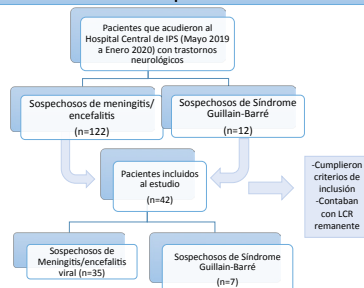 Pacientes que acudieron al
Hospital Central de IPS (Mayo 2019
a Enero 2020) con trastornos
neurológicos
Sospechosos de meningitis/
encefalitis
(n=122)
Sospechosos de Síndrome
Guillain-Barré
(n=12)
Pacientes incluidos
al estudio
(n=42)
-Cumplieron
criterios de
inclusión
-Contaban
con LCR
remanente
Sospechosos de
Meningitis/encefalitis
viral (n=35)
Sospechosos de Síndrome
Guillain-Barré
(n=7)